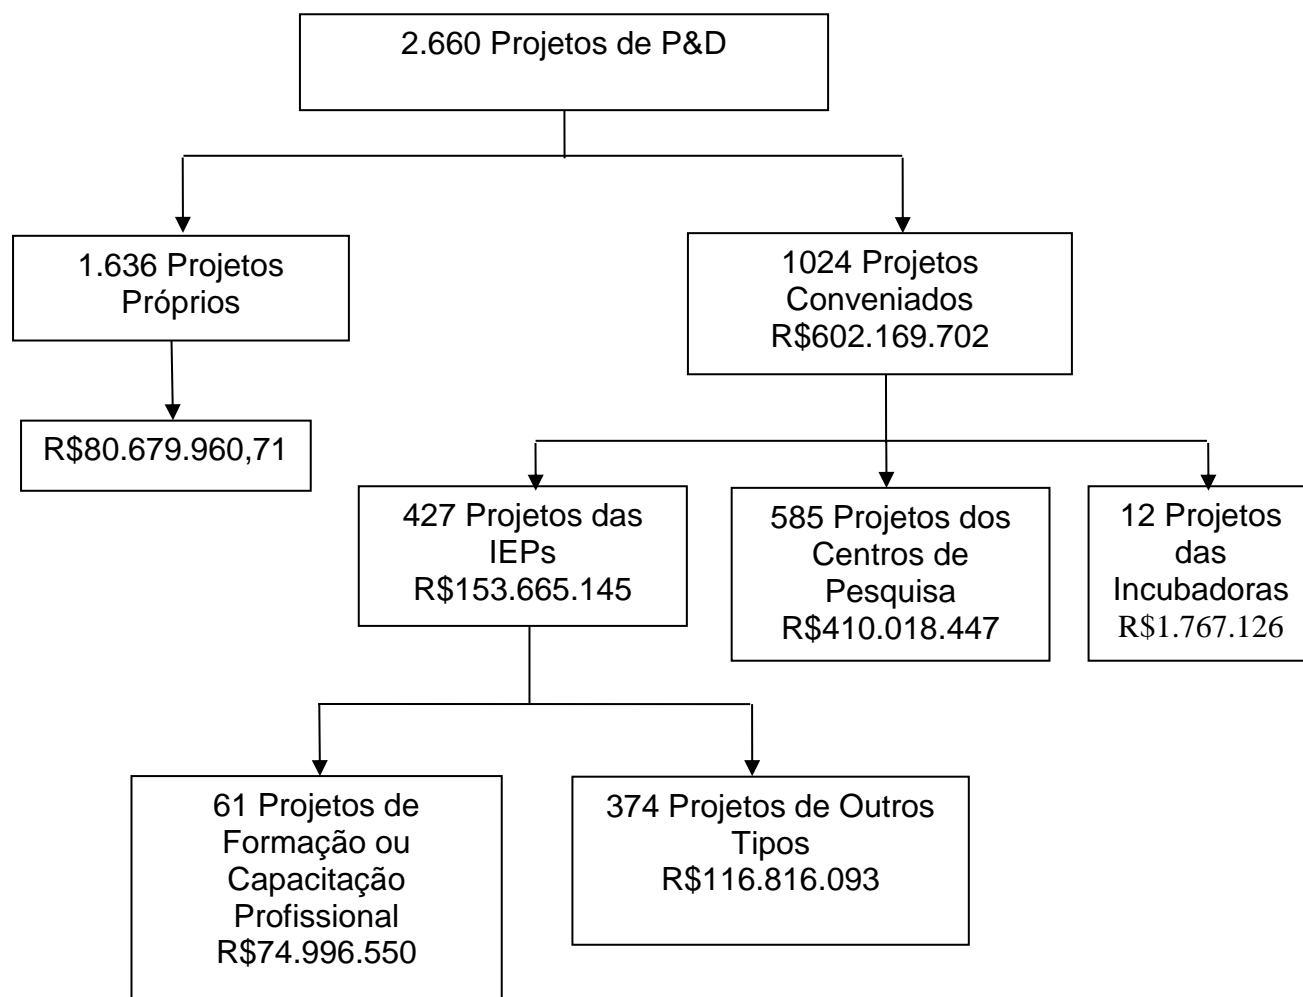 2.660 Projetos de P&D
1.636 Projetos
Próprios
1024 Projetos
Conveniados
R$602.169.702
R$80.679.960,71
427 Projetos das
IEPs
R$153.665.145
585 Projetos dos
Centros de
Pesquisa
R$410.018.447
12 Projetos
das
Incubadoras
R$1.767.126
61 Projetos de
Formação ou
Capacitação
Profissional
R$74.996.550
374 Projetos de Outros
Tipos
R$116.816.093